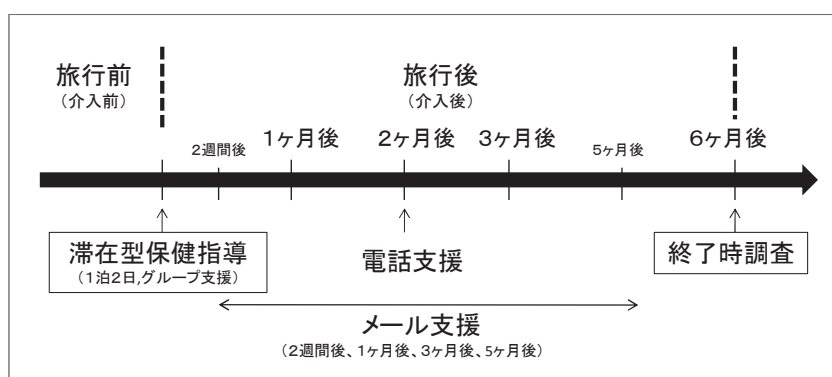 旅行前
(介入前)
旅行後
(介入後)
2週間後
1ヶ月後
2ヶ月後
3ヶ月後
5ヶ月後
6ヶ月後
滞在型保健指導
(1泊2日,グループ支援)
電話支援
終了時調査
メール支援
(2週間後、1ヶ月後、3ヶ月後、5ヶ月後)